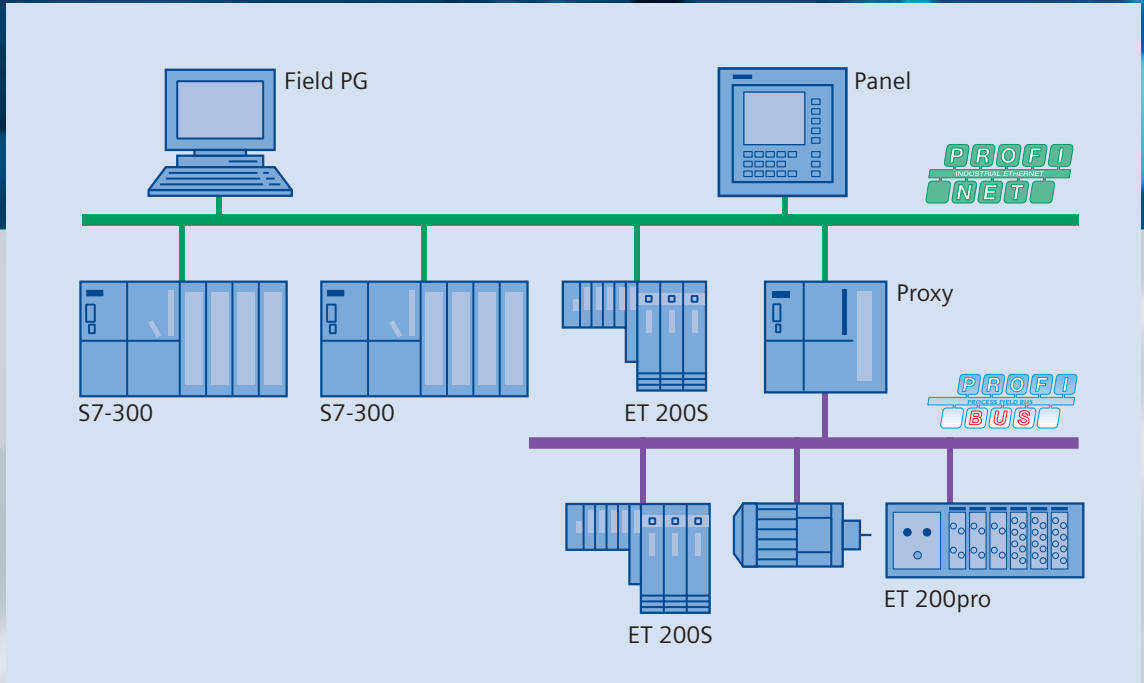 Field PG
Panel
PROFI
INDUSTRIAL ETHERNET
NET
Proxy
S7-300
S7-300
ET 200S
PROFI
PROCESS FIELD BUS
BUS
ET 200pro
ET 200S